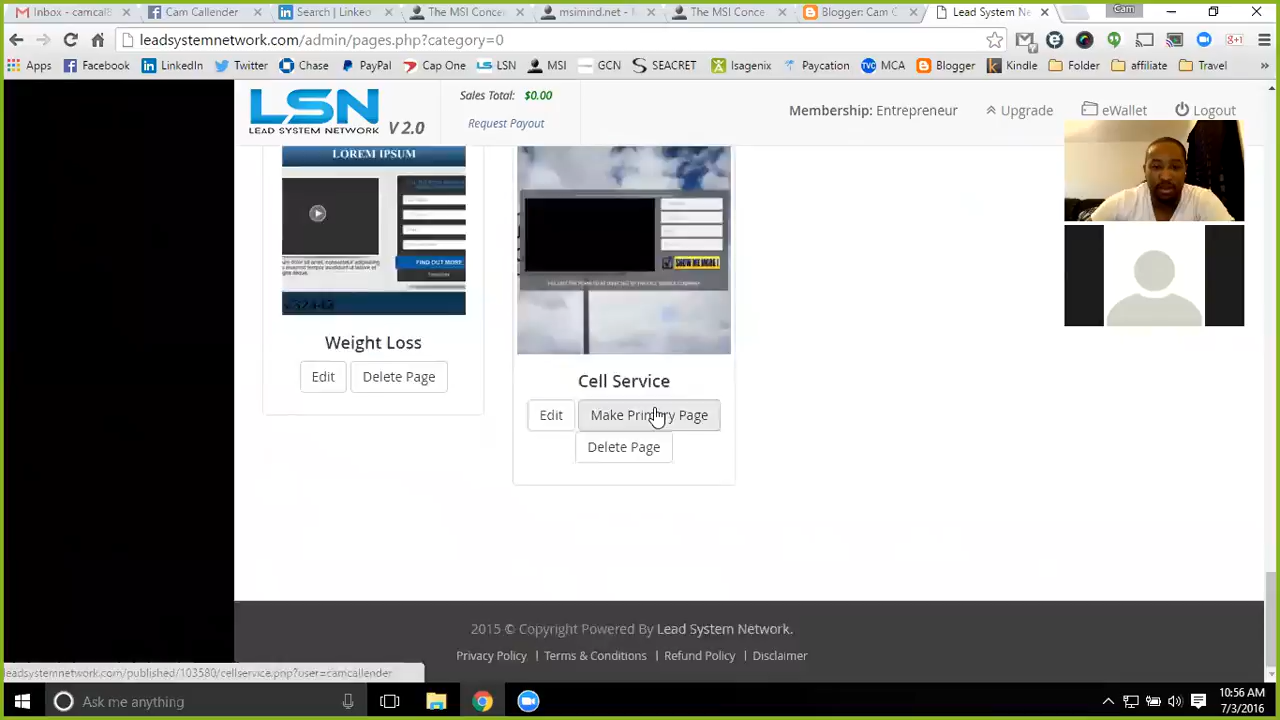 Inbox - camcalB
Cam Callender
Search | Linke
The MSI Conce
msimind.net -
The MSI Conce
Blogger: Cam C
Lead System Ne
Cam
leadsystemnetwork.com/admin/pages.php?category=0
Apps Facebook LinkedIn Twitter Chase PayPal Cap One LSN MSI GCN SEACRET Isagenix Paycation MCA Blogger Kindle Folder affiliate Travel »
LSN
LEAD SYSTEM NETWORK V 2.0
Sales Total: $0.00
Request Payout
Membership: Entrepreneur Upgrade eWallet Logout
LOREM IPSUM
FIND OUT MORE
SHOW ME MORE!
Weight Loss
Edit Delete Page
Cell Service
Edit Make Primary Page
Delete Page
2015 © Copyright Powered By Lead System Network.
Privacy Policy | Terms & Conditions | Refund Policy | Disclaimer
leadsystemnetwork.com/published/103580/cellservice.php?user=camcallender
Ask me anything
10:56 AM
7/3/2016